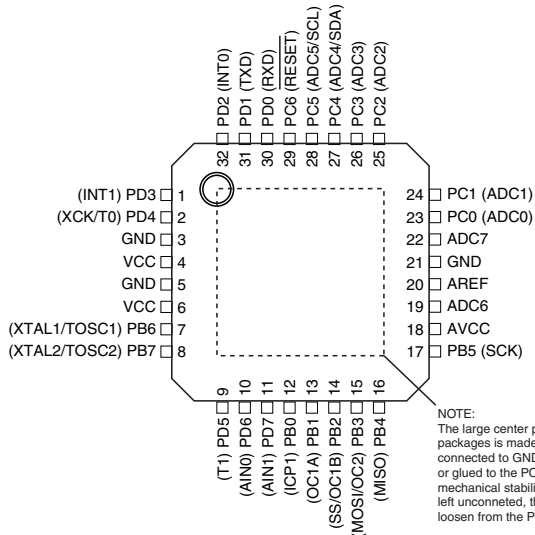 PD2 (INT0)
PD1 (TXD)
PD0 (RXD)
PC6 (RESET)
PC5 (ADC5/SCL)
PC4 (ADC4/SDA)
PC3 (ADC3)
PC2 (ADC2)
32
31
30
29
28
27
26
25
(INT1) PD3 1
(XCK/T0) PD4 2
GND 3
VCC 4
GND 5
VCC 6
(XTAL1/TOSC1) PB6 7
(XTAL2/TOSC2) PB7 8
24 PC1 (ADC1)
23 PC0 (ADC0)
22 ADC7
21 GND
20 AREF
19 ADC6
18 AVCC
17 PB5 (SCK)
9
10
11
12
13
14
15
16
(T1) PD5
(AIN0) PD6
(AIN1) PD7
(ICP1) PB0
(OC1A) PB1
(SS/OC1B) PB2
(MOSI/OC2) PB3
(MISO) PB4
NOTE:
The large center p
packages is made
connected to GND
or glued to the PC
mechanical stabili
left unconneted, th
loosen from the P